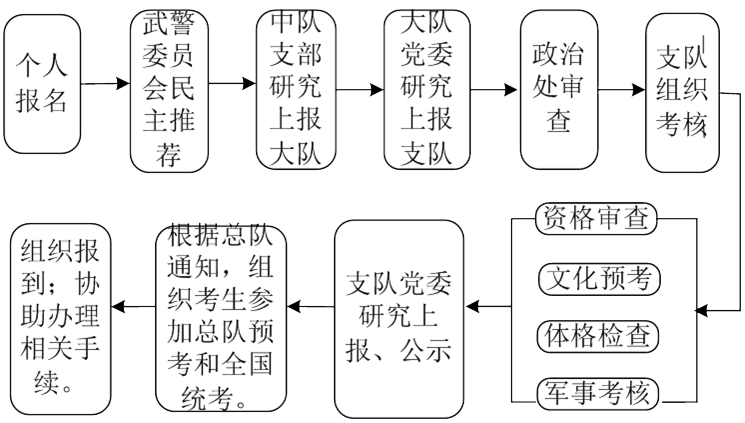 个人
报名
武警
委员
会民
主推
荐
中队
支部
研究
上报
大队
大队
党委
研究
上报
支队
政治
处审
查
支队
组织
考核
资格审查
文化预考
体格检查
军事考核
支队党委
研究上
报、公示
根据总队
通知，组
织考生参
加总队预
考和全国
统考。
组织报
到；协
助办理
相关手
续。